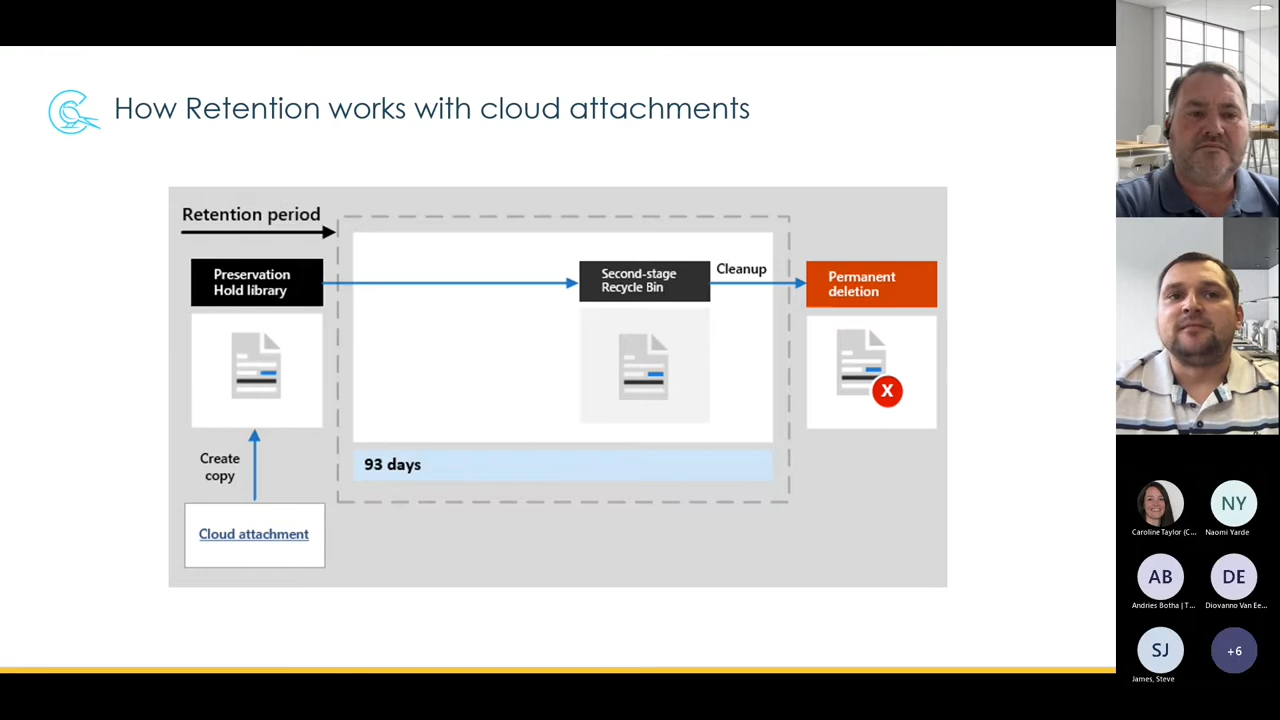 How Retention works with cloud attachments
Retention period
Preservation
Hold library
Second-stage
Recycle Bin
Cleanup
Permanent
deletion
X
Create
copy
93 days
Cloud attachment
Caroline Taylor (C...
NY
Naomi Yarde
AB
Andries Botha | T...
DE
Diovanno Van Ee...
SJ
James, Steve
+6